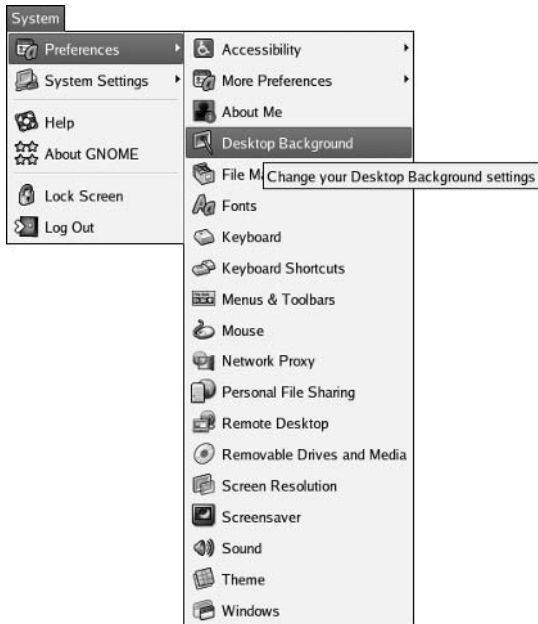 System
Preferences
System Settings
Help
About GNOME
Lock Screen
Log Out
Accessibility
More Preferences
About Me
Desktop Background
File Ma
Change your Desktop Background settings
Fonts
Keyboard
Keyboard Shortcuts
Menus & Toolbars
Mouse
Network Proxy
Personal File Sharing
Remote Desktop
Removable Drives and Media
Screen Resolution
Screensaver
Sound
Theme
Windows